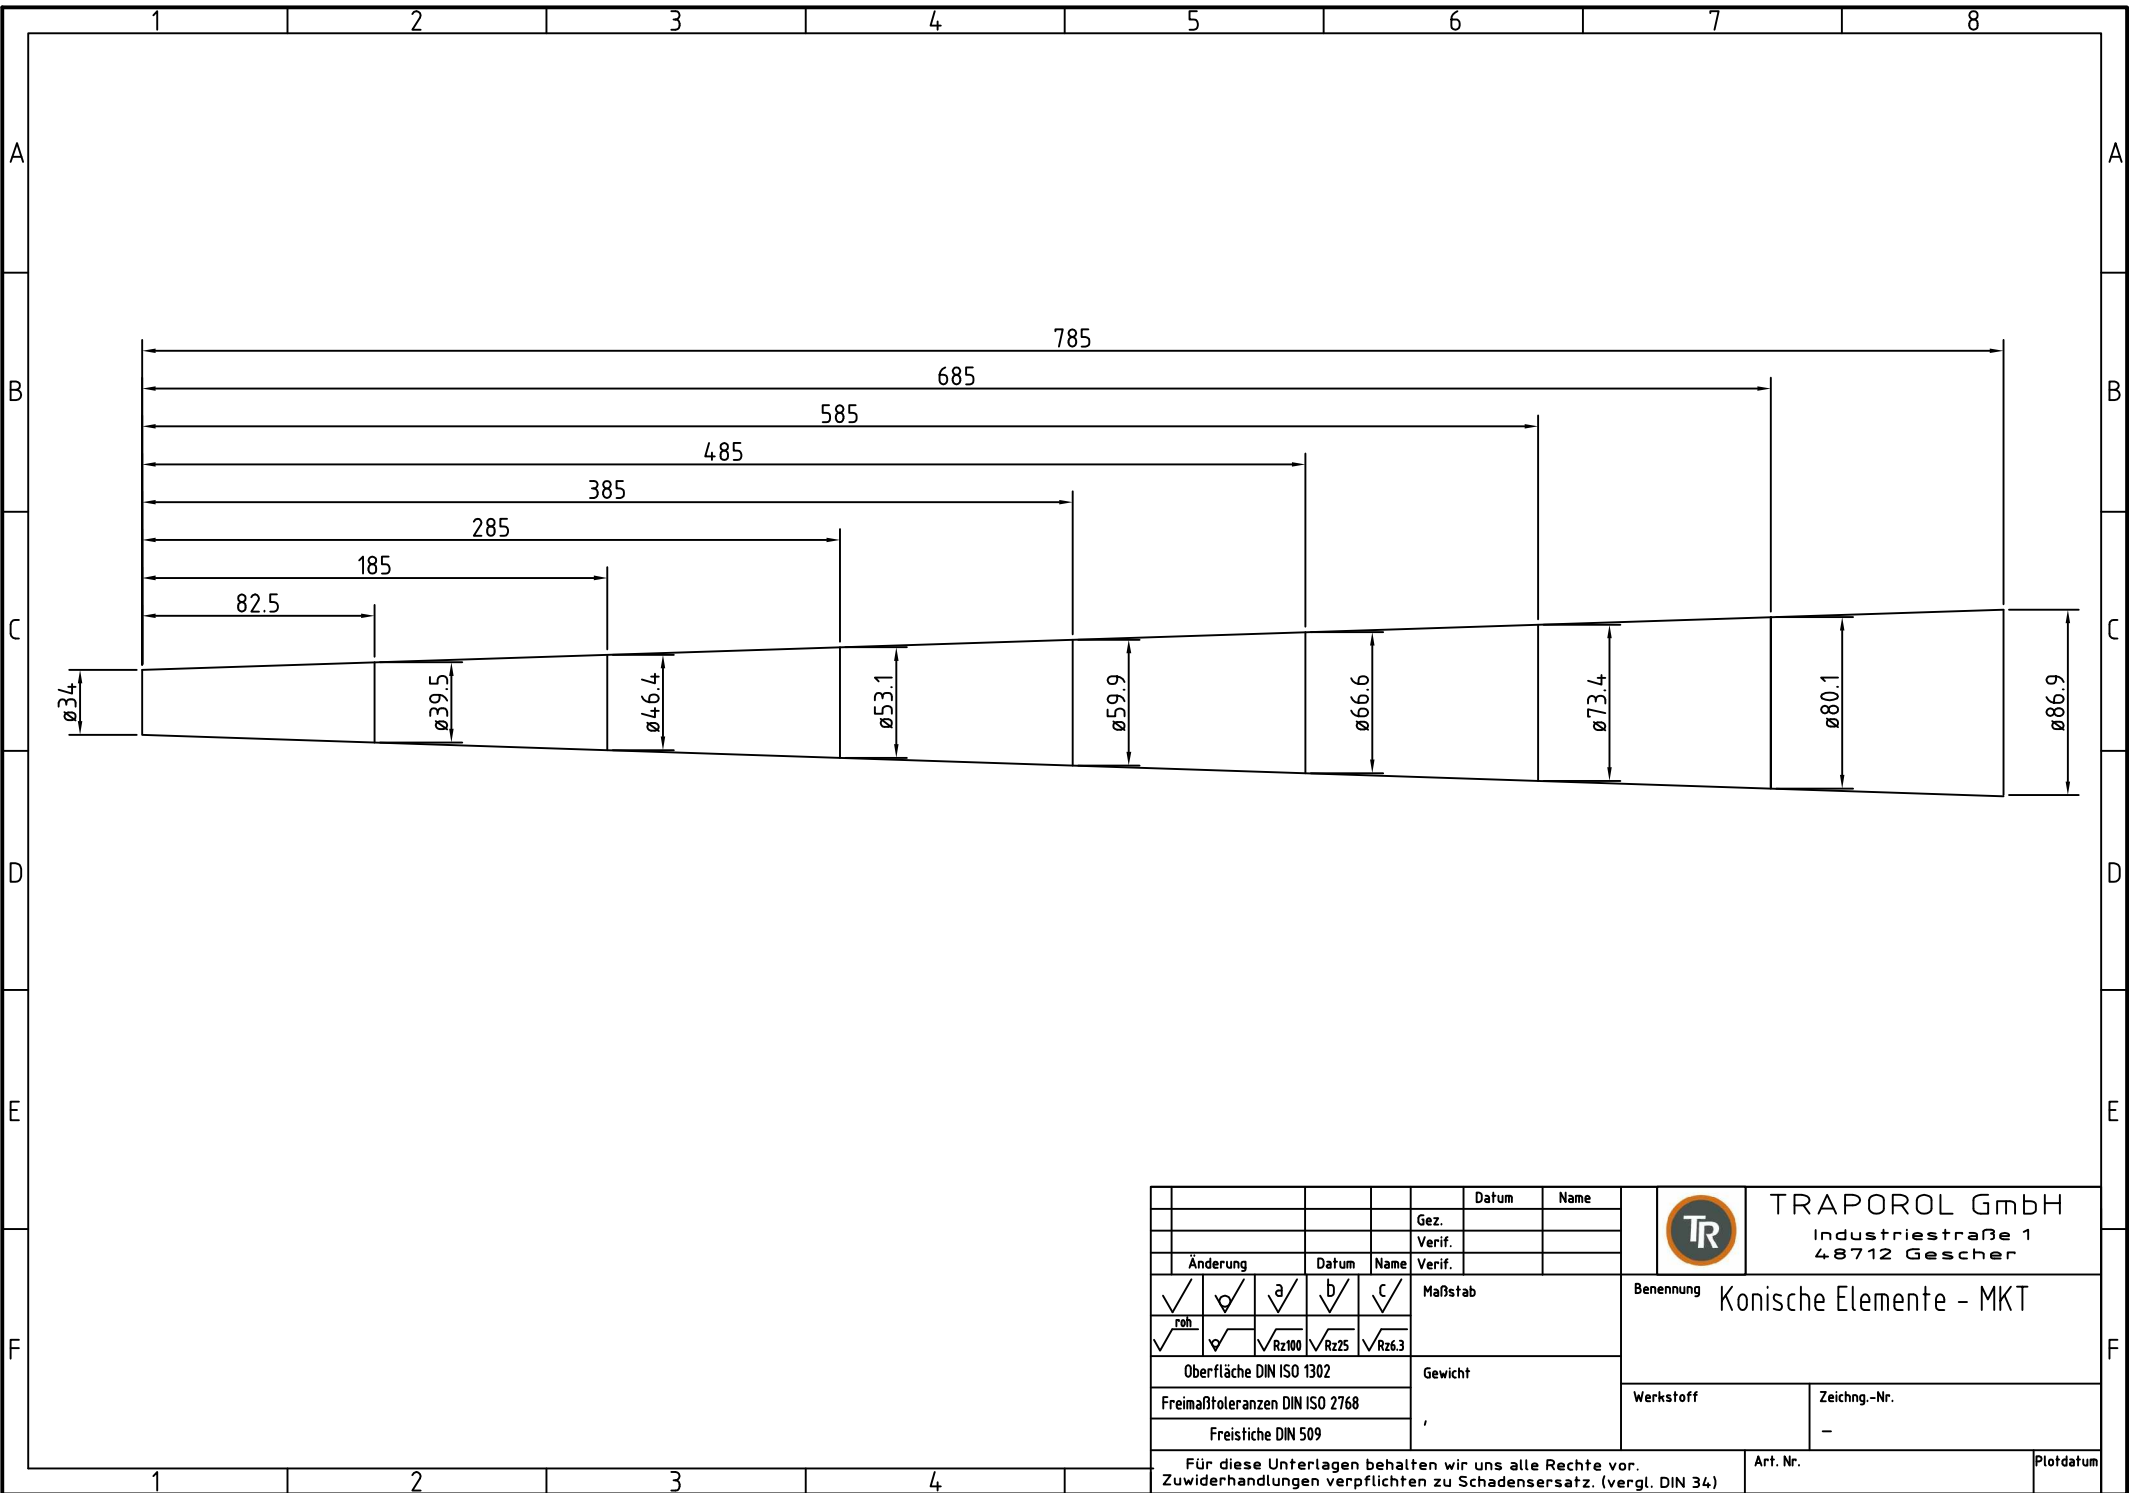 1 2 3 4 5 6 7 8
A A
785
685
B B
585
485
385
285
185
82.5
C C
ø34 ø39.5 ø46.4 ø53.1 ø59.9 ø66.6 ø73.4 ø80.1 ø86.9
D D
E E
Datum Name
Gez.
Verif.
Änderung Datum Name Verif.
TR
TRAPOROL GmbH
Industriestraße 1
48712 Gescher
a b c
Maßstab
Benennung Konische Elemente - MKT
roh Rz100 Rz25 Rz6.3
F F
Oberfläche DIN ISO 1302
Gewicht
Freimaßtoleranzen DIN ISO 2768
,
Werkstoff
Zeichng.-Nr.
-
Freistiche DIN 509
Für diese Unterlagen behalten wir uns alle Rechte vor.
Zuwiderhandlungen verpflichten zu Schadensersatz. (vergl. DIN 34)
Art. Nr.
Plotdatum
1 2 3 4